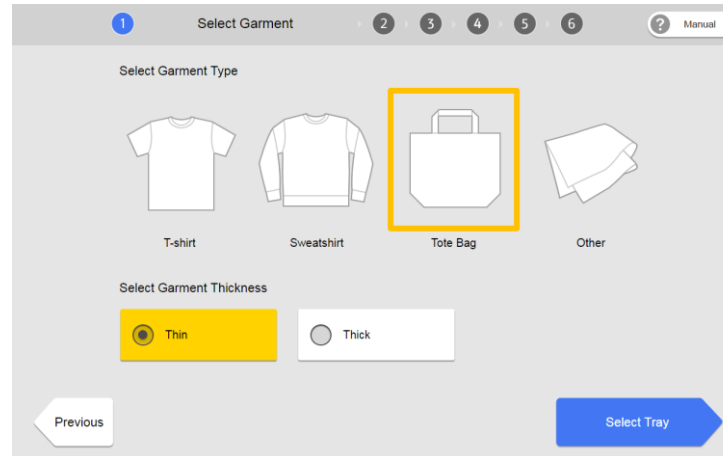 1 Select Garment 2 3 4 5 6 ? Manual
Select Garment Type
T-shirt Sweatshirt Tote Bag Other
Select Garment Thickness
Thin Thick
Previous Select Tray